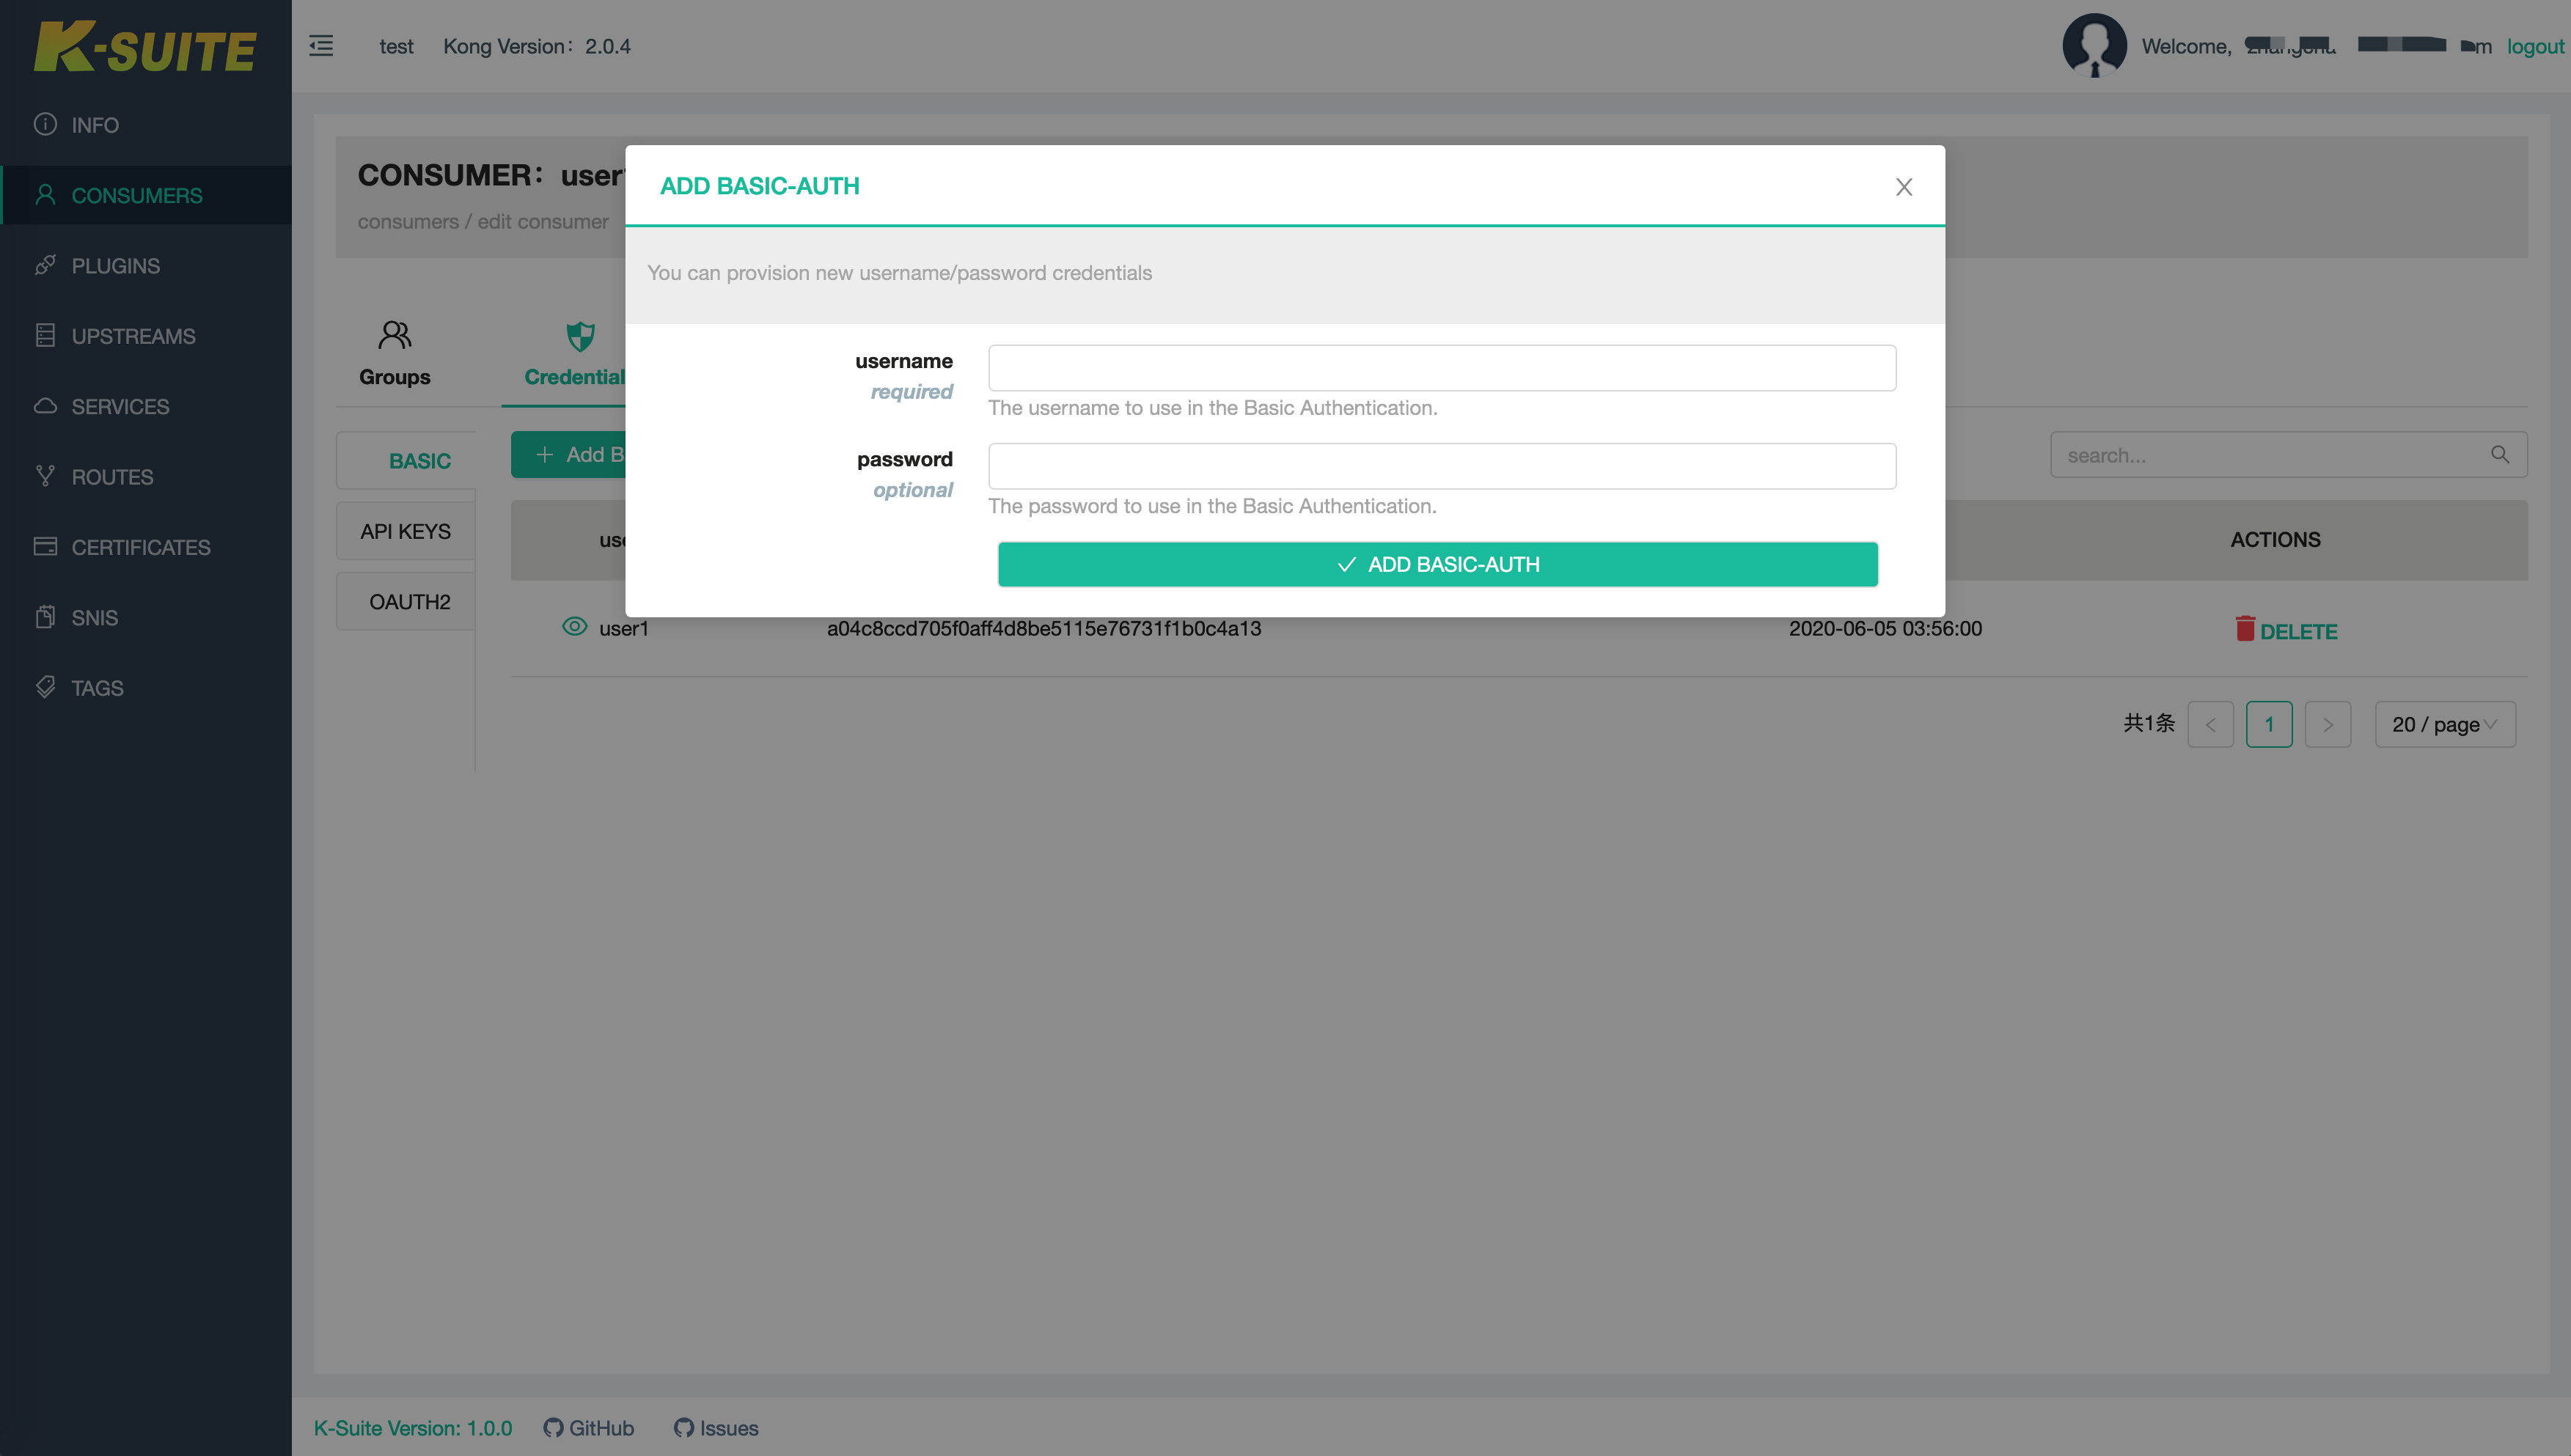 K-SUITE
test Kong Version: 2.0.4
Welcome, logout
INFO
CONSUMERS
PLUGINS
UPSTREAMS
SERVICES
ROUTES
CERTIFICATES
SNIS
TAGS
CONSUMER: user
consumers / edit consumer
Groups
Credential
BASIC
API KEYS
OAUTH2
+ Add B
search...
ADD BASIC-AUTH
You can provision new username/password credentials
username
required
The username to use in the Basic Authentication.
password
optional
The password to use in the Basic Authentication.
ADD BASIC-AUTH
use
ACTIONS
user1 a04c8ccd705f0aff4d8be5115e76731f1b0c4a13 2020-06-05 03:56:00 DELETE
共1条 < 1 > 20 / page
K-Suite Version: 1.0.0 GitHub Issues